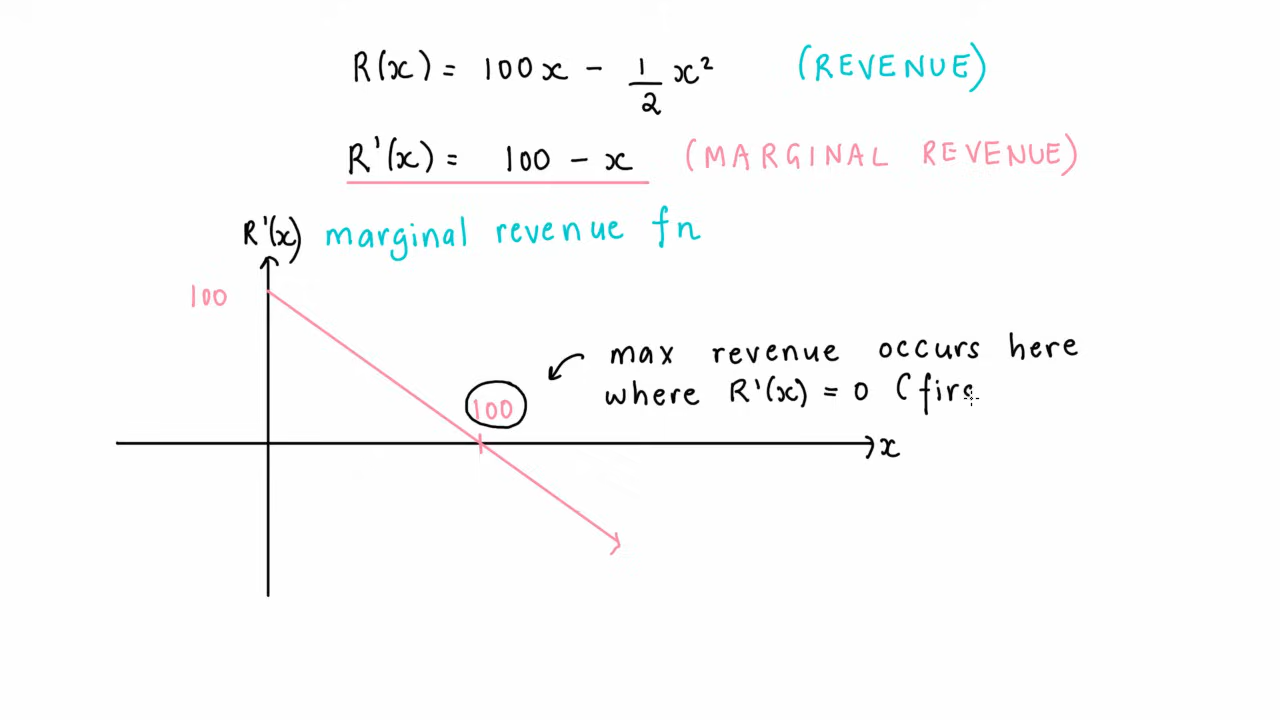 R(x) = 100x - 1/2 x² (REVENUE)
R'(x) = 100 - x (MARGINAL REVENUE)
R'(x) marginal revenue fn
100
max revenue occurs here
where R'(x) = 0 (firs
100
x